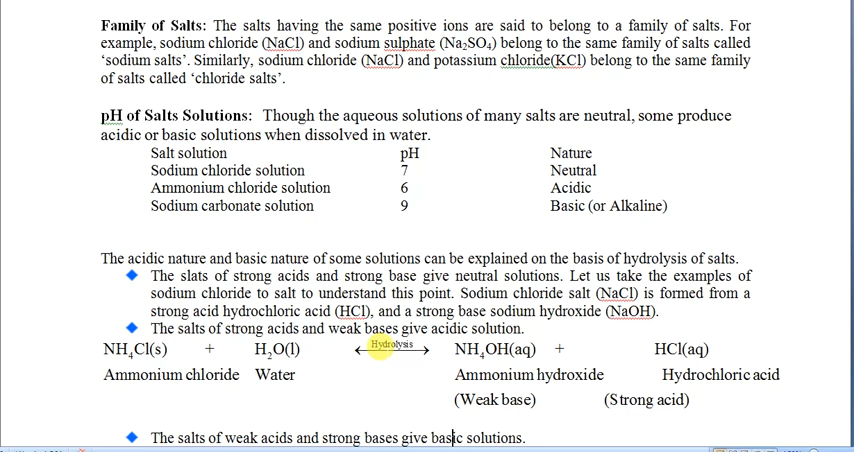 Family of Salts: The salts having the same positive ions are said to belong to a family of salts. For
example, sodium chloride (NaCl) and sodium sulphate (Na₂SO₄) belong to the same family of salts called
‘sodium salts’. Similarly, sodium chloride (NaCl) and potassium chloride(KCl) belong to the same family
of salts called ‘chloride salts’.
pH of Salts Solutions: Though the aqueous solutions of many salts are neutral, some produce
acidic or basic solutions when dissolved in water.
Salt solution pH Nature
Sodium chloride solution 7 Neutral
Ammonium chloride solution 6 Acidic
Sodium carbonate solution 9 Basic (or Alkaline)
The acidic nature and basic nature of some solutions can be explained on the basis of hydrolysis of salts.
◆ The slats of strong acids and strong base give neutral solutions. Let us take the examples of
sodium chloride to salt to understand this point. Sodium chloride salt (NaCl) is formed from a
strong acid hydrochloric acid (HCl), and a strong base sodium hydroxide (NaOH).
◆ The salts of strong acids and weak bases give acidic solution.
NH₄Cl(s) + H₂O(l) Hydrolysis NH₄OH(aq) + HCl(aq)
Ammonium chloride Water Ammonium hydroxide Hydrochloric acid
(Weak base) (Strong acid)
◆ The salts of weak acids and strong bases give basic solutions.